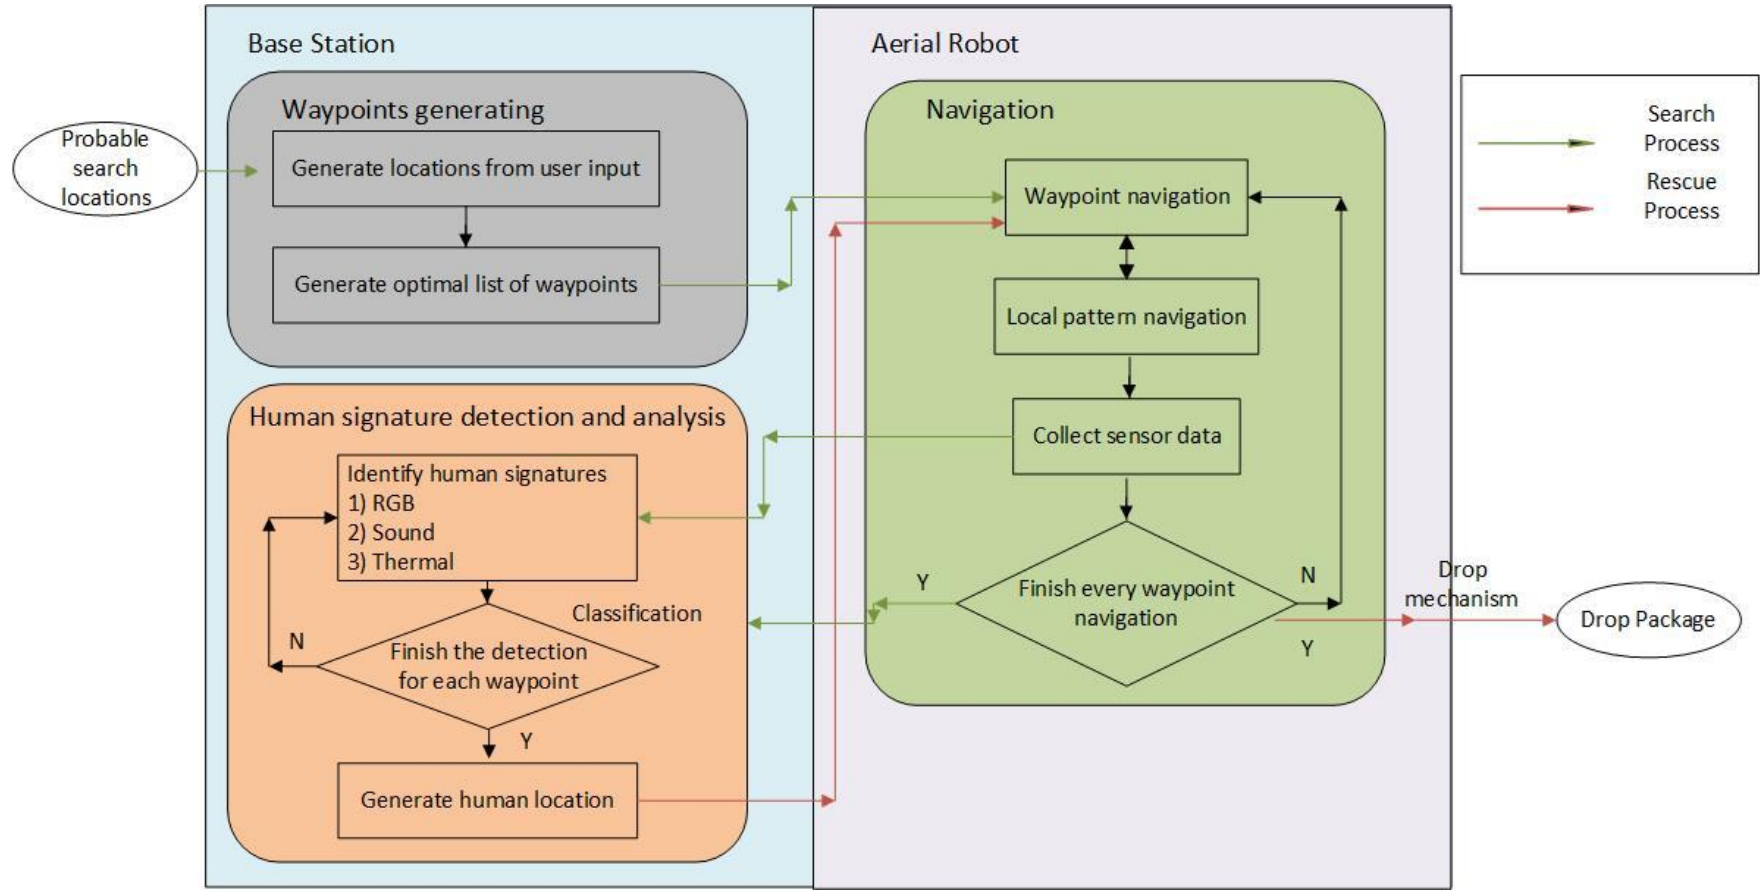 Base Station
Aerial Robot
Waypoints generating
Navigation
Probable
search
locations
Generate locations from user input
Generate optimal list of waypoints
Waypoint navigation
Local pattern navigation
Collect sensor data
Finish every waypoint
navigation
Y
N
Y
Drop
mechanism
Drop Package
Search
Process
Rescue
Process
Human signature detection and analysis
Identify human signatures
1) RGB
2) Sound
3) Thermal
Classification
Finish the detection
for each waypoint
N
Y
Generate human location